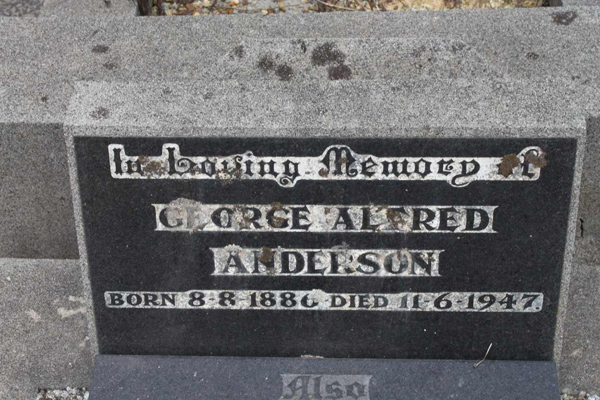 In Loving Memory of
GEORGE ALFRED
ANDERSON
BORN 8-8-1886 DIED 11-6-1947
Also